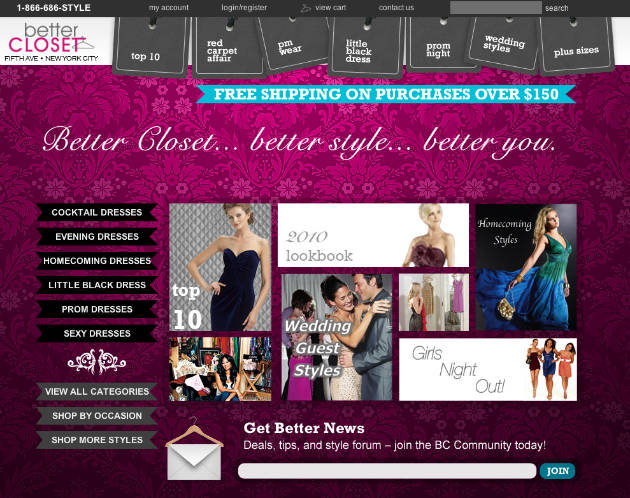 1-866-686-STYLE
my account
login/register
view cart
contact us
search
better
CLOSET
FIFTH AVE • NEW YORK CITY
top 10
red
carpet
affair
pm
wear
little
black
dress
prom
night
wedding
styles
plus sizes
FREE SHIPPING ON PURCHASES OVER $150
Better Closet... better style... better you.
COCKTAIL DRESSES
EVENING DRESSES
HOMECOMING DRESSES
LITTLE BLACK DRESS
PROM DRESSES
SEXY DRESSES
VIEW ALL CATEGORIES
SHOP BY OCCASION
SHOP MORE STYLES
top
10
2010
lookbook
Homecoming
Styles
Wedding
Guest
Styles
Girls
Night
Out!
Get Better News
Deals, tips, and style forum – join the BC Community today!
JOIN